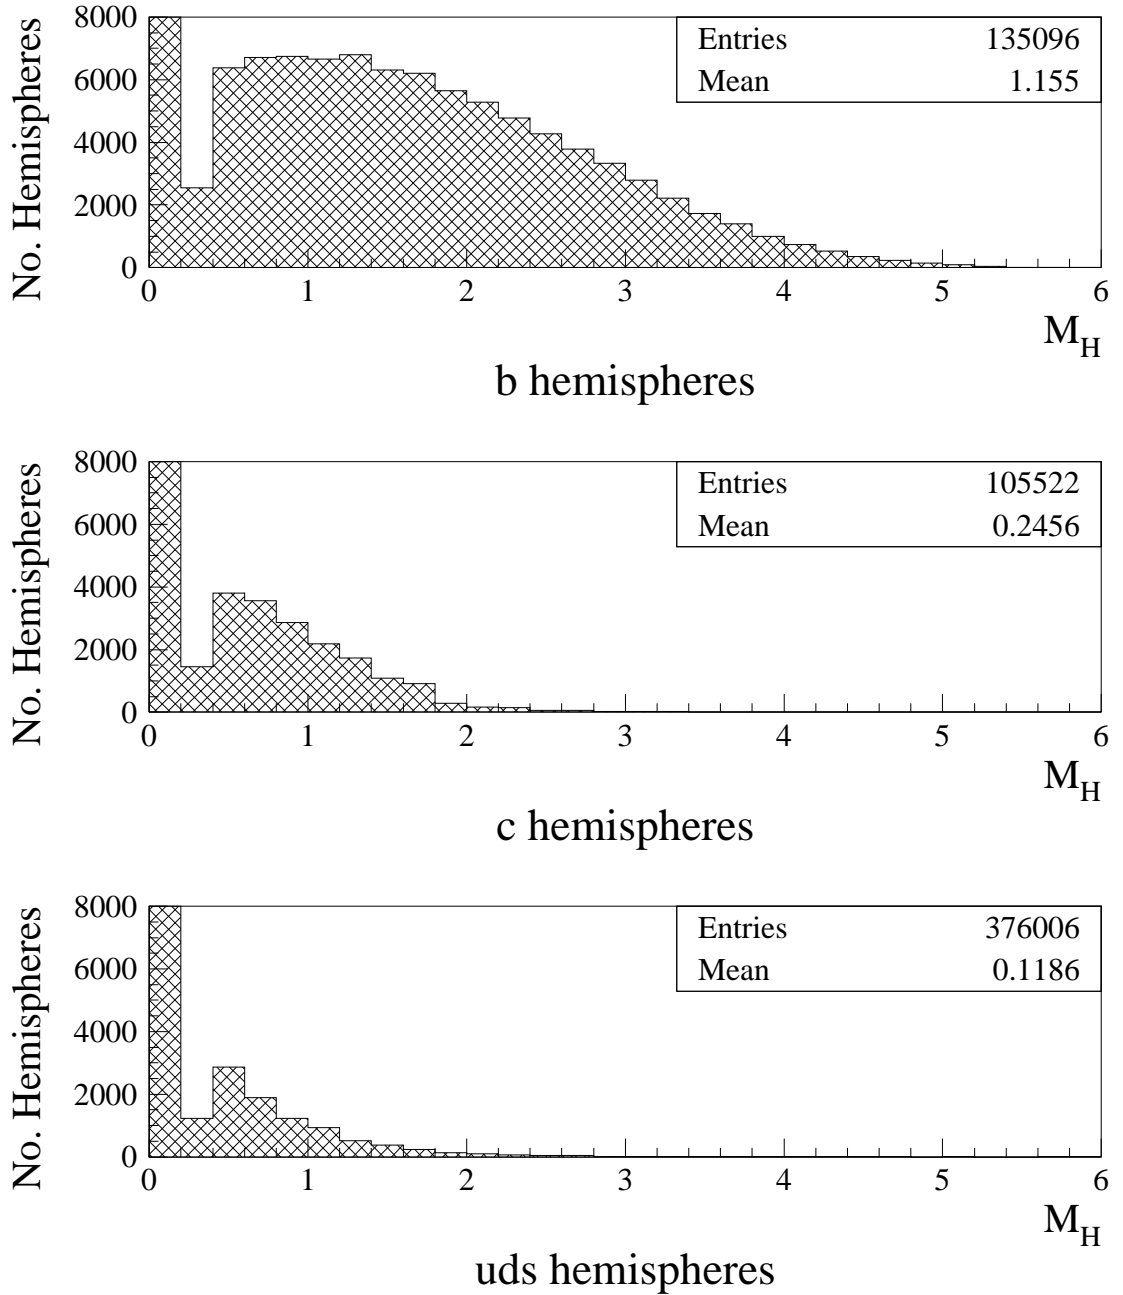 No. Hemispheres
8000
6000
4000
2000
0
0 1 2 3 4 5 6
Entries 135096
Mean 1.155
M_H
b hemispheres
No. Hemispheres
8000
6000
4000
2000
0
0 1 2 3 4 5 6
Entries 105522
Mean 0.2456
M_H
c hemispheres
No. Hemispheres
8000
6000
4000
2000
0
0 1 2 3 4 5 6
Entries 376006
Mean 0.1186
M_H
uds hemispheres